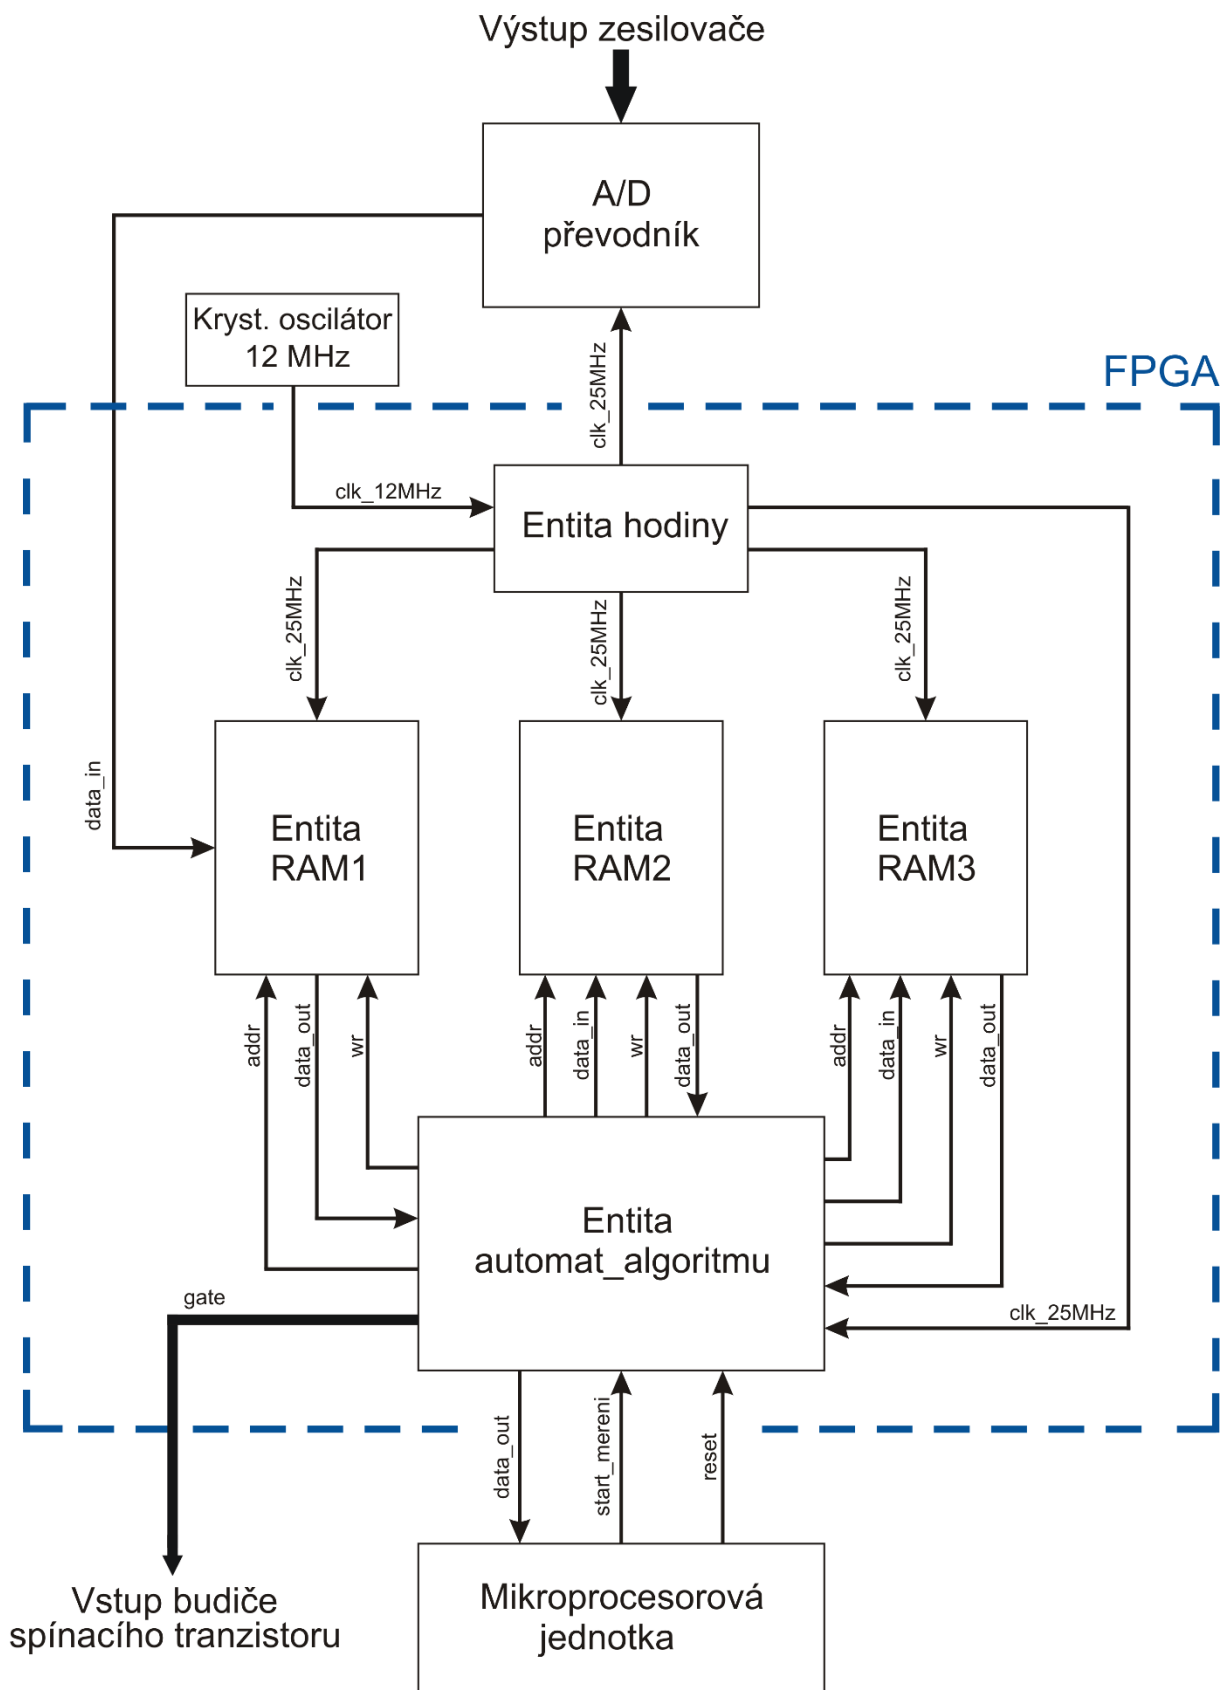 Výstup zesilovače
A/D
převodník
Kryst. oscilátor
12 MHz
FPGA
clk_25MHz
clk_12MHz
Entita hodiny
clk_25MHz
clk_25MHz
clk_25MHz
data_in
Entita
RAM1
Entita
RAM2
Entita
RAM3
addr
data_out
wr
addr
data_in
wr
data_out
addr
data_in
wr
data_out
Entita
automat_algoritmu
gate
clk_25MHz
data_out
start_mereni
reset
Vstup budiče
spínacího tranzistoru
Mikroprocesorová
jednotka